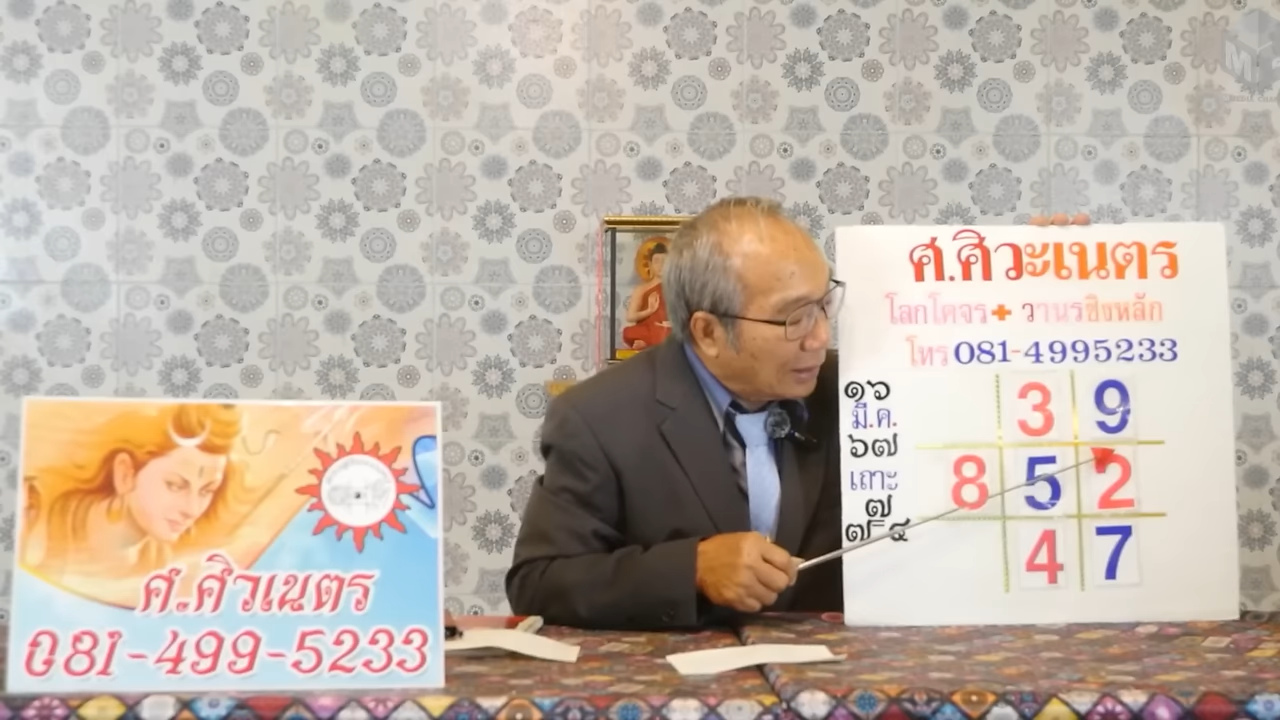 ศ.ศิวะเนตร
โลกโคจร+วานรชิงหลัก
โทร 081-4995233
๑๖
มี.ค.
๖๗
เถาะ
๗
3 9
8 5 2
4 7
ศ.ศิวเนตร
081-499-5233